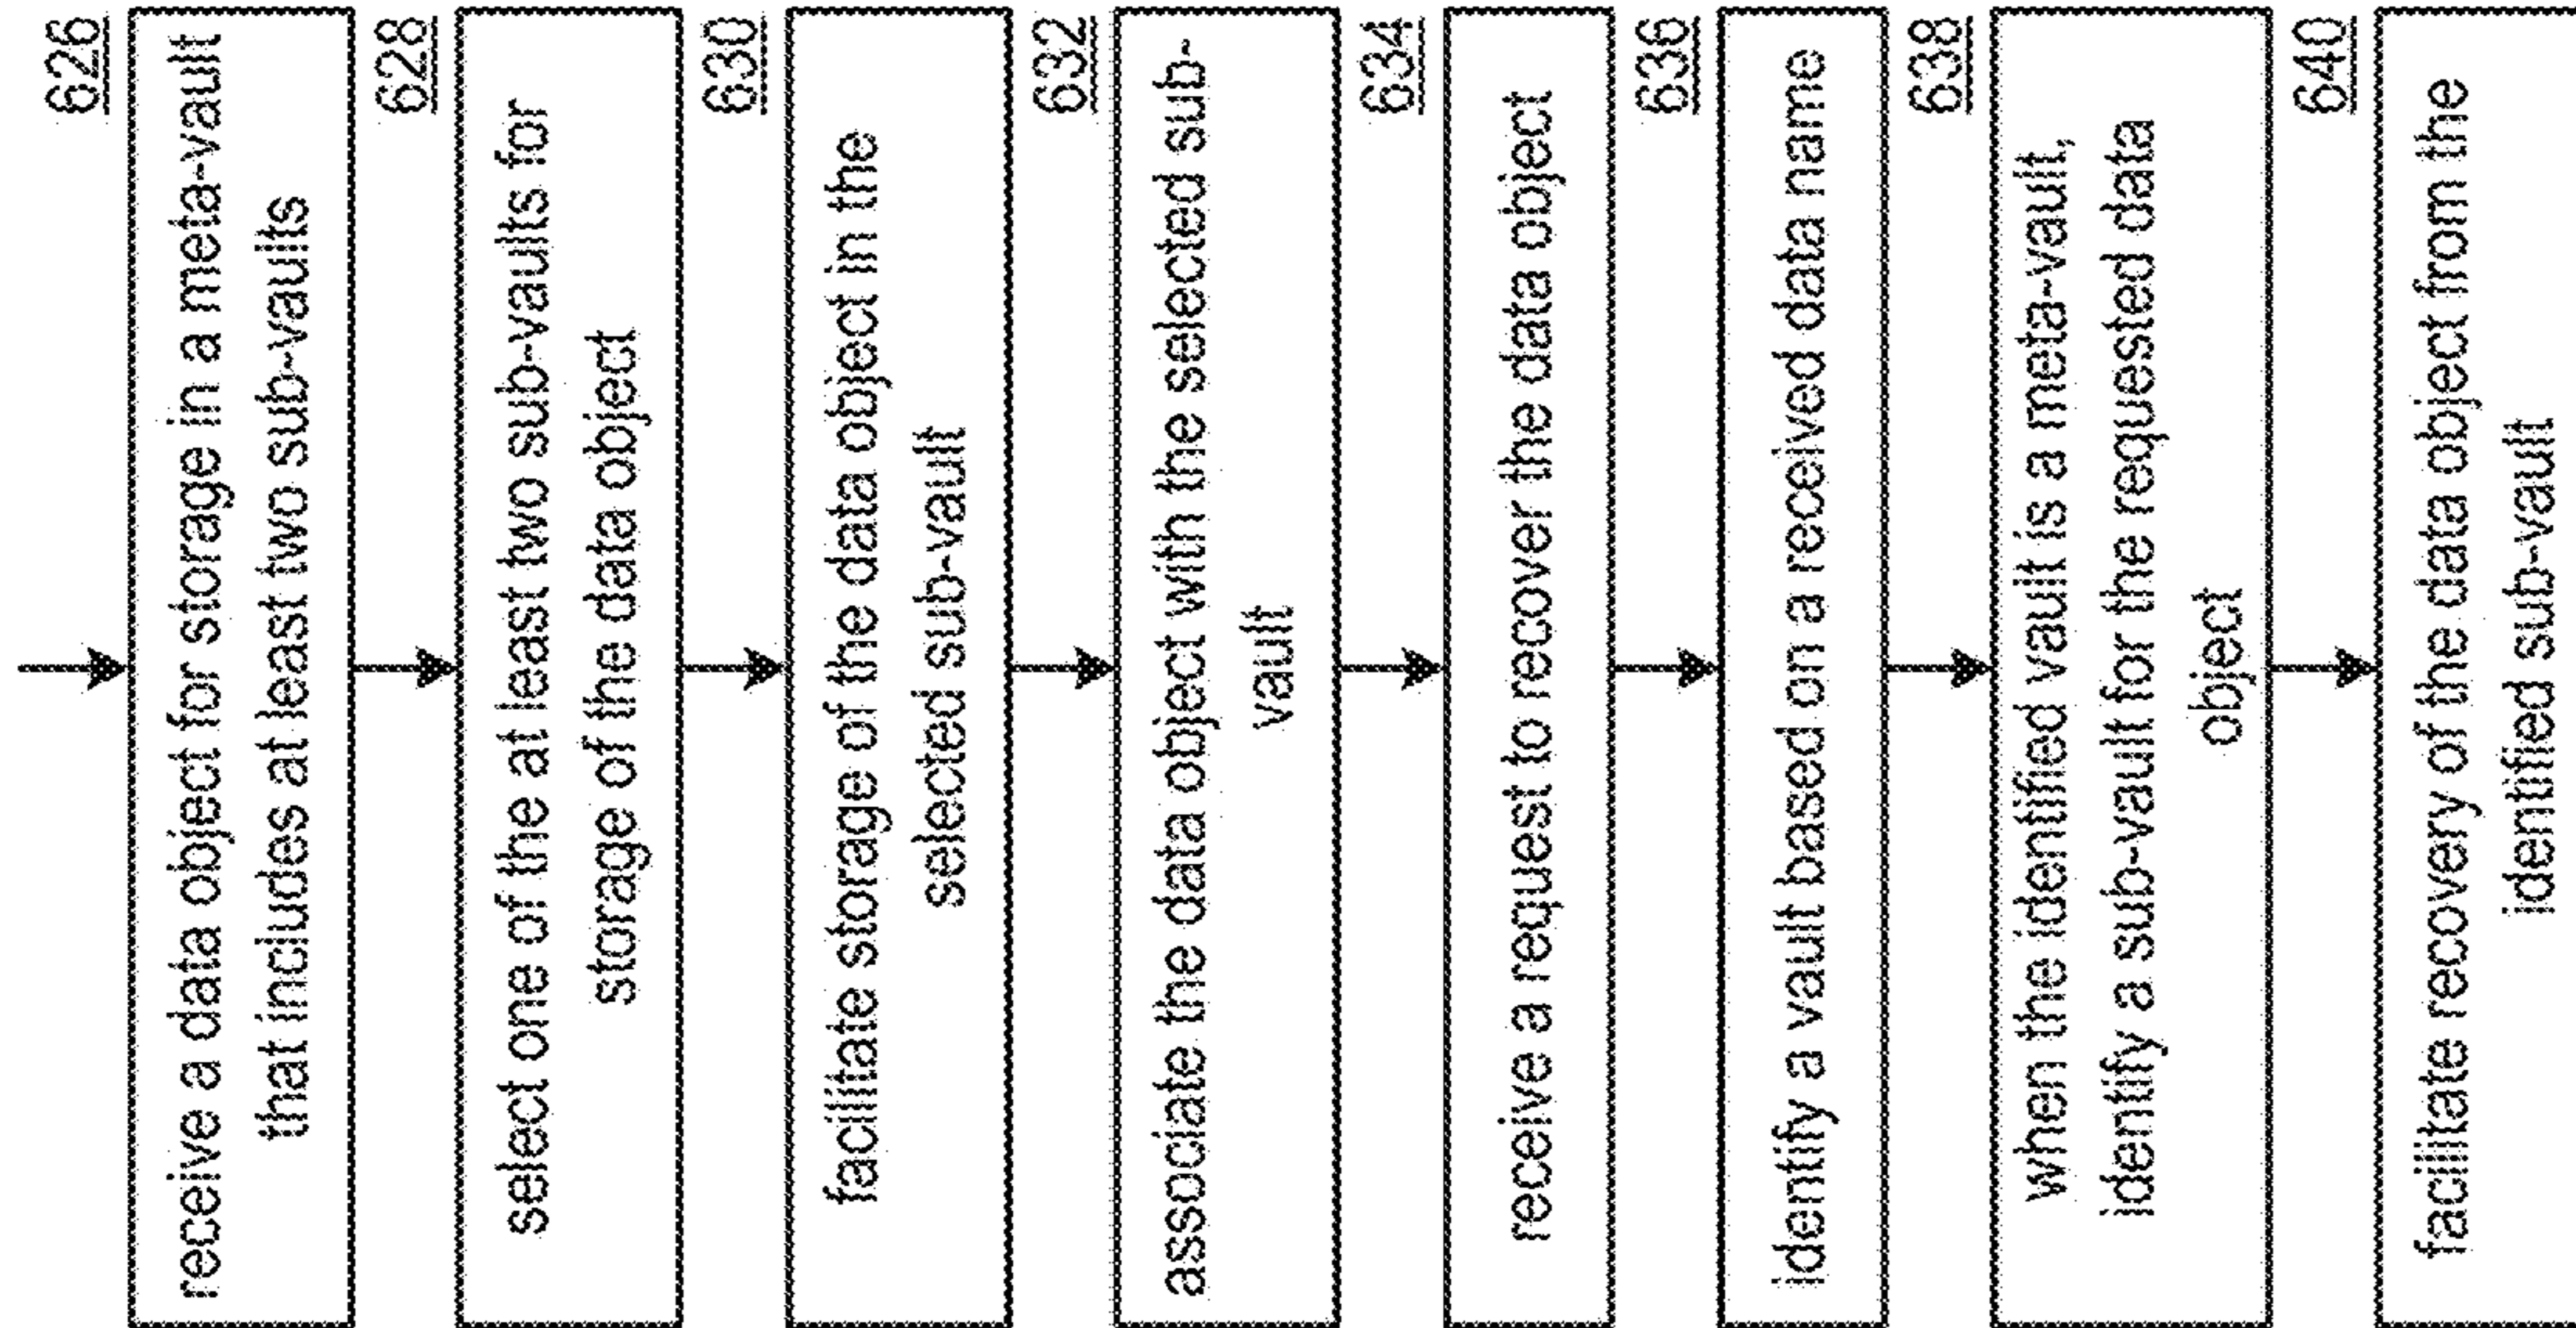 626
receive a data object for storage in a meta-vault
that includes at least two sub-vaults
628
select one of the at least two sub-vaults for
storage of the data object
630
facilitate storage of the data object in the
selected sub-vault
632
associate the data object with the selected sub-
vault
634
receive a request to recover the data object
636
identify a vault based on a received data name
638
when the identified vault is a meta-vault,
identify a sub-vault for the requested data
object
640
facilitate recovery of the data object from the
identified sub-vault